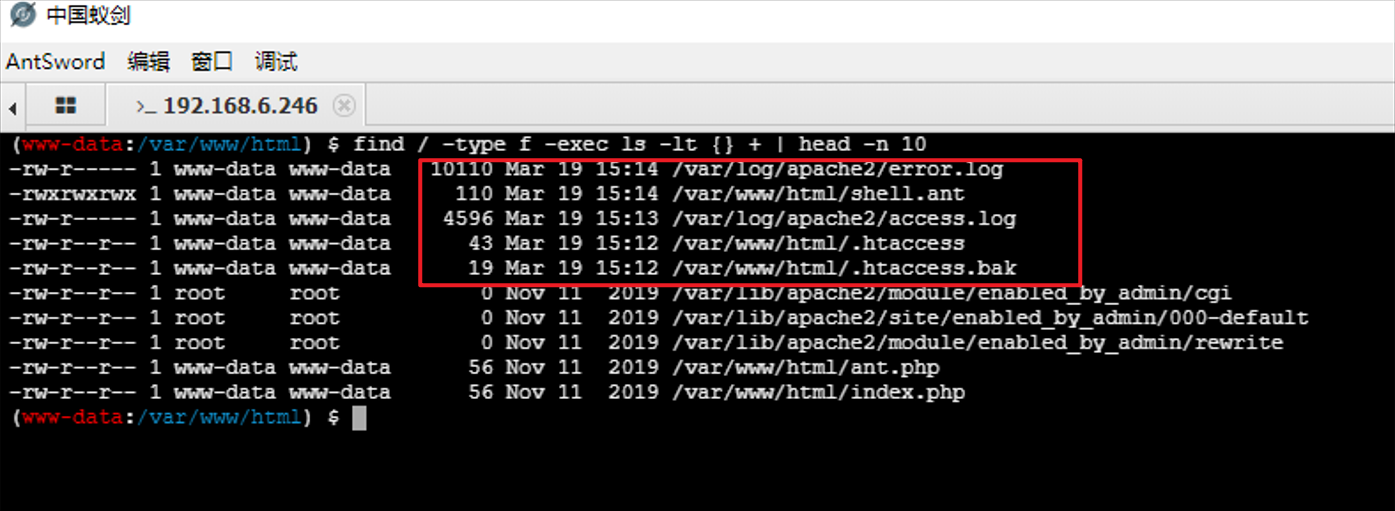 中国蚁剑
AntSword 编辑 窗口 调试
>_ 192.168.6.246
(www-data:/var/www/html) $ find / -type f -exec ls -lt {} + | head -n 10
-rw-r----- 1 www-data www-data 10110 Mar 19 15:14 /var/log/apache2/error.log
-rwxrwxrwx 1 www-data www-data 110 Mar 19 15:14 /var/www/html/shell.ant
-rw-r----- 1 www-data www-data 4596 Mar 19 15:13 /var/log/apache2/access.log
-rw-r--r-- 1 www-data www-data 43 Mar 19 15:12 /var/www/html/.htaccess
-rw-r--r-- 1 www-data www-data 19 Mar 19 15:12 /var/www/html/.htaccess.bak
-rw-r--r-- 1 root root 0 Nov 11 2019 /var/lib/apache2/module/enabled_by_admin/cgi
-rw-r--r-- 1 root root 0 Nov 11 2019 /var/lib/apache2/site/enabled_by_admin/000-default
-rw-r--r-- 1 root root 0 Nov 11 2019 /var/lib/apache2/module/enabled_by_admin/rewrite
-rw-r--r-- 1 www-data www-data 56 Nov 11 2019 /var/www/html/ant.php
-rw-r--r-- 1 www-data www-data 56 Nov 11 2019 /var/www/html/index.php
(www-data:/var/www/html) $